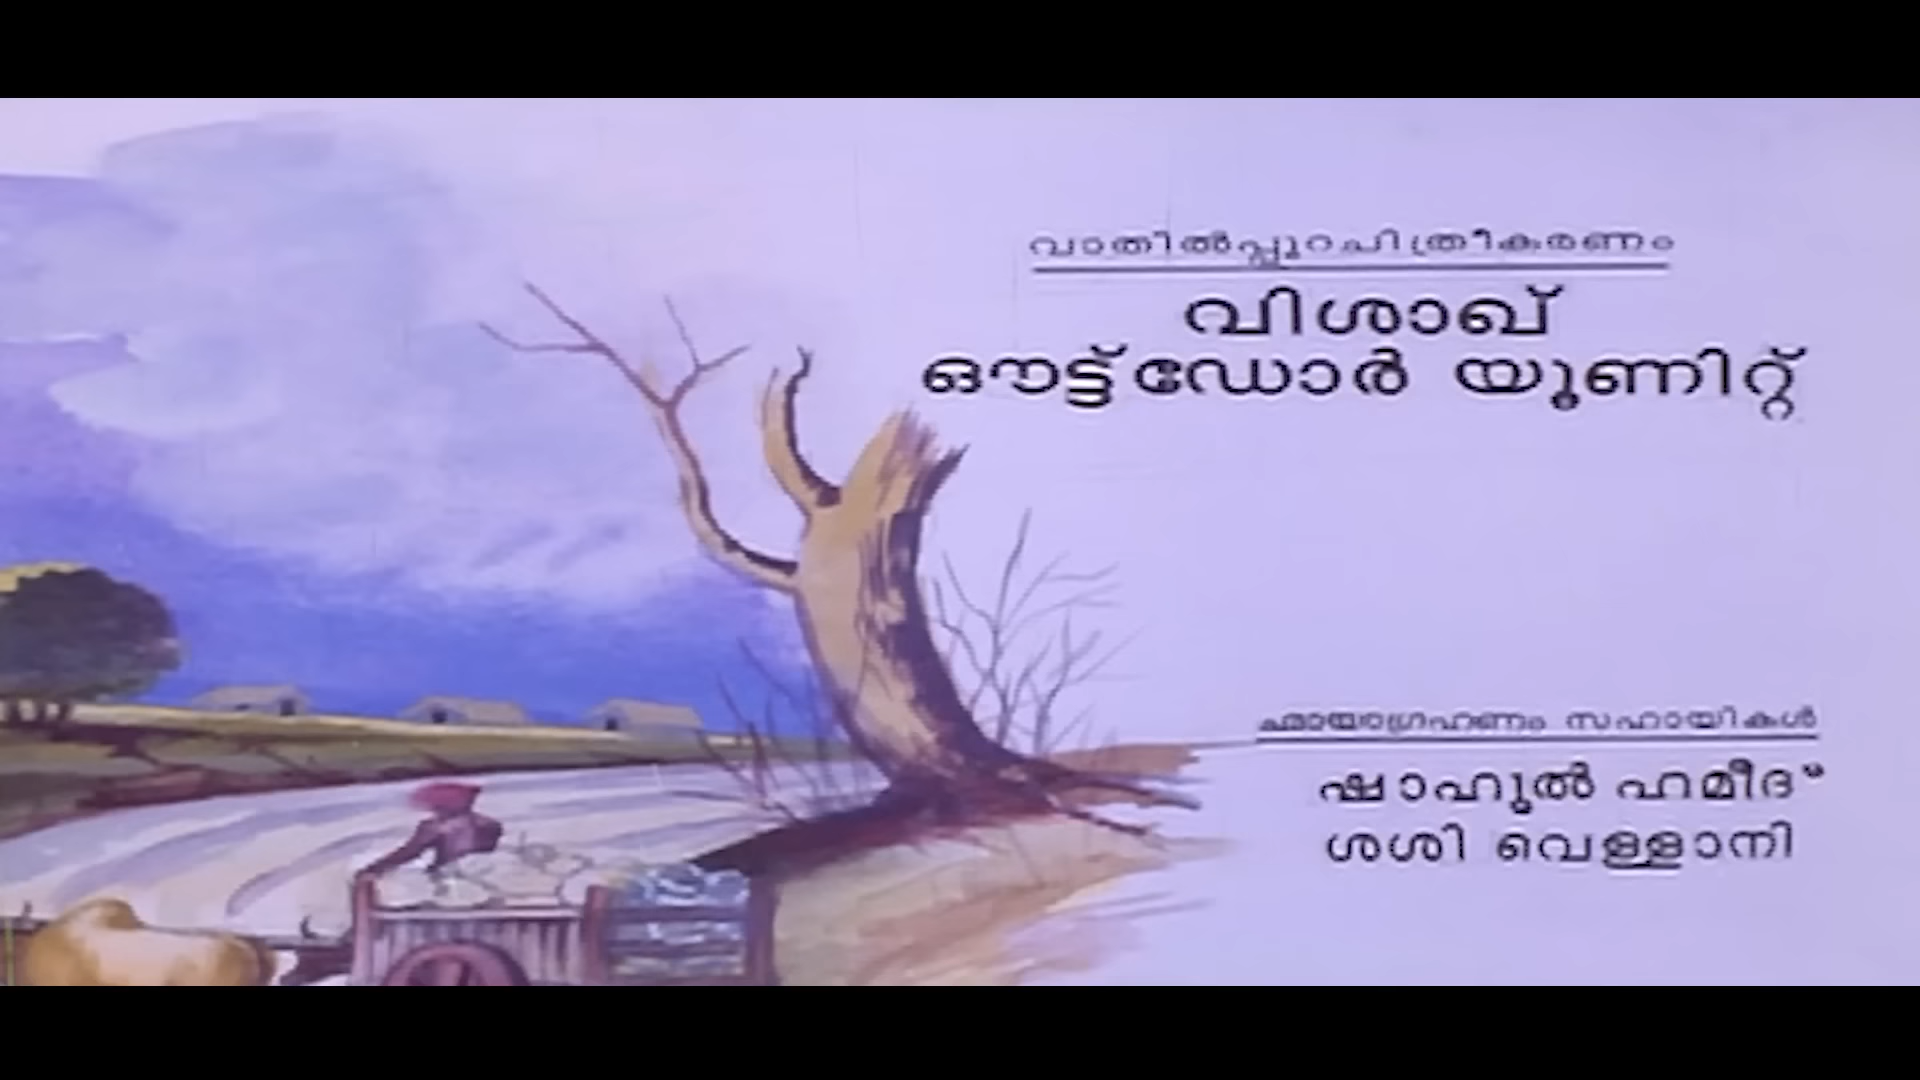 വാതിൽപ്പുറചിത്രീകരണം
വിശാഖ്
ഔട്ട്ഡോർ യൂണിറ്റ്
ഛായാഗ്രഹണം സഹായികൾ
ഷാഹുൽ ഹമീദ്
ശശി വെള്ളാനി